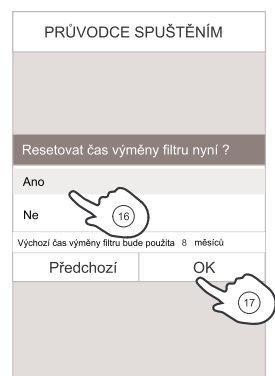 PRŮVODCE SPUŠTĚNÍM
Resetovat čas výměny filtru nyní ?
Ano
Ne
16
Výchozí čas výměny filtru bude použita 8 měsíců
Předchozí OK
17